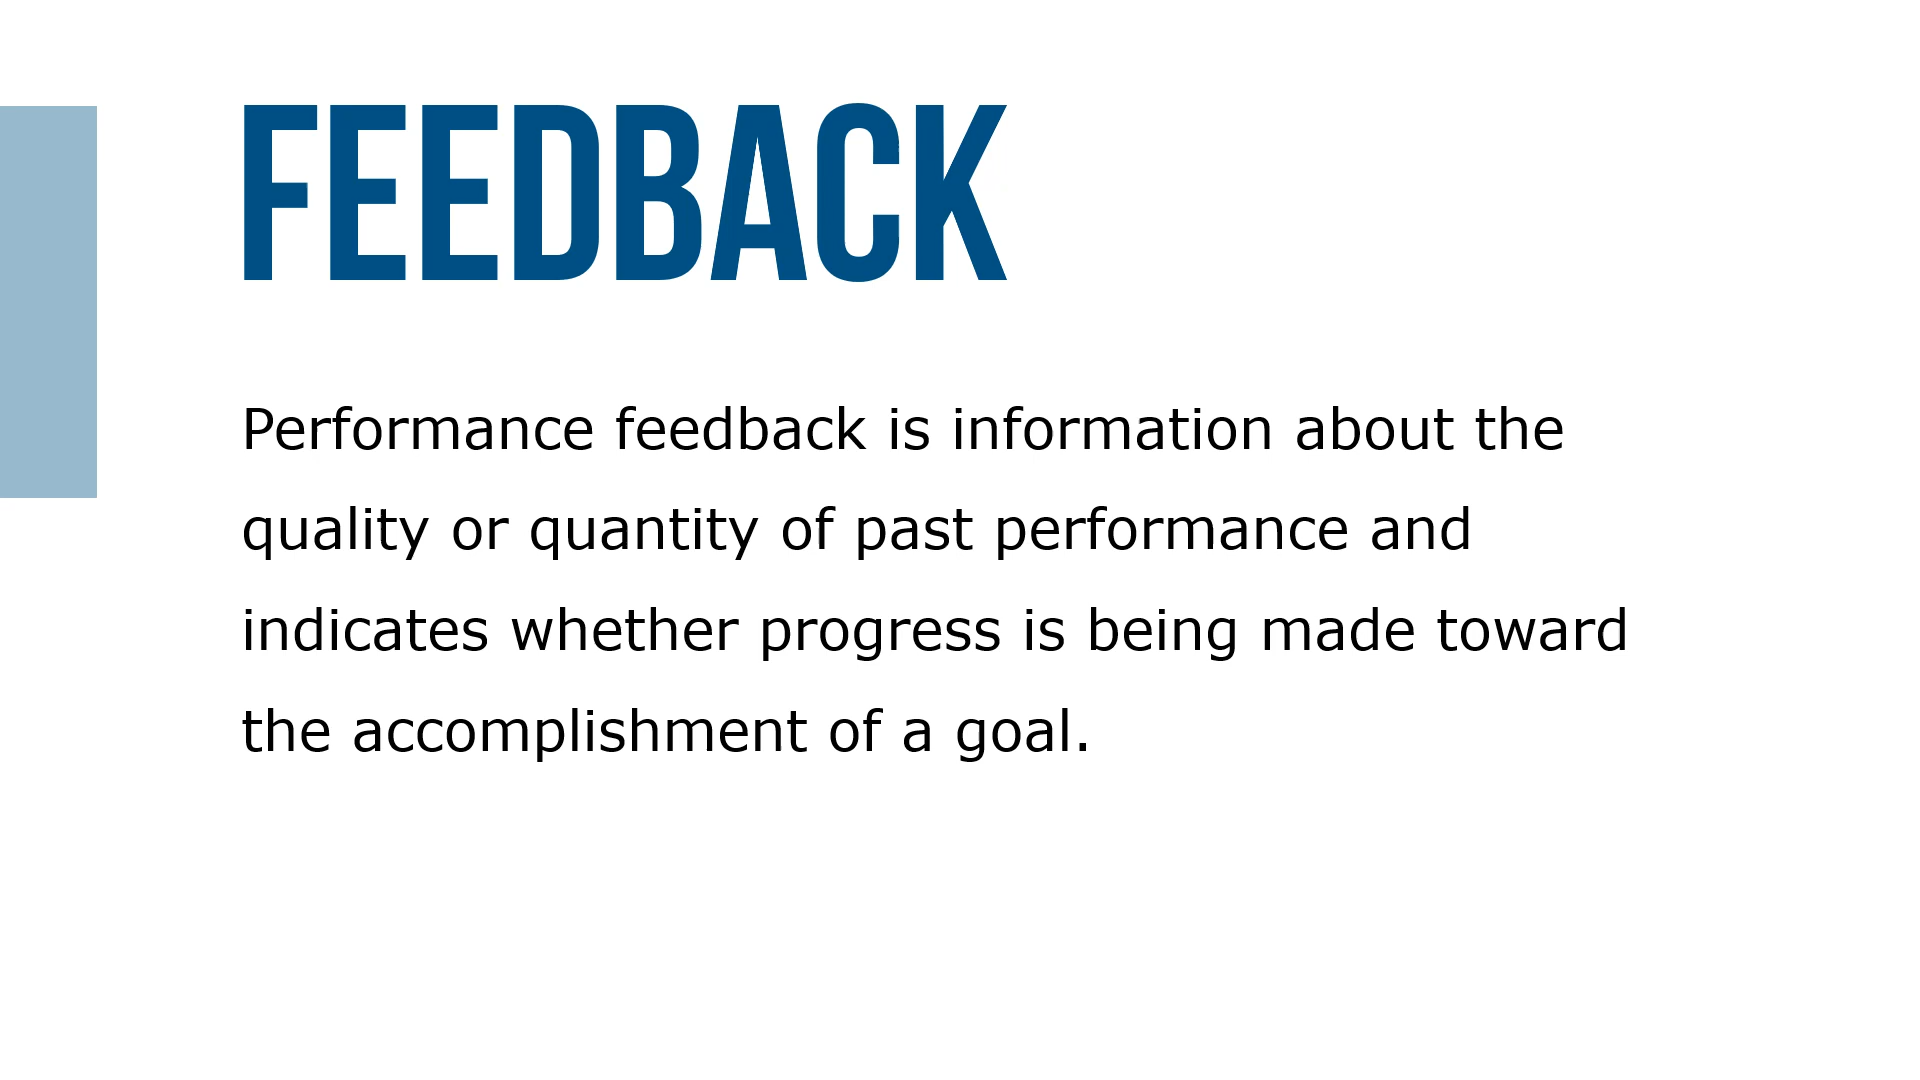 FEEDBACK
Performance feedback is information about the
quality or quantity of past performance and
indicates whether progress is being made toward
the accomplishment of a goal.